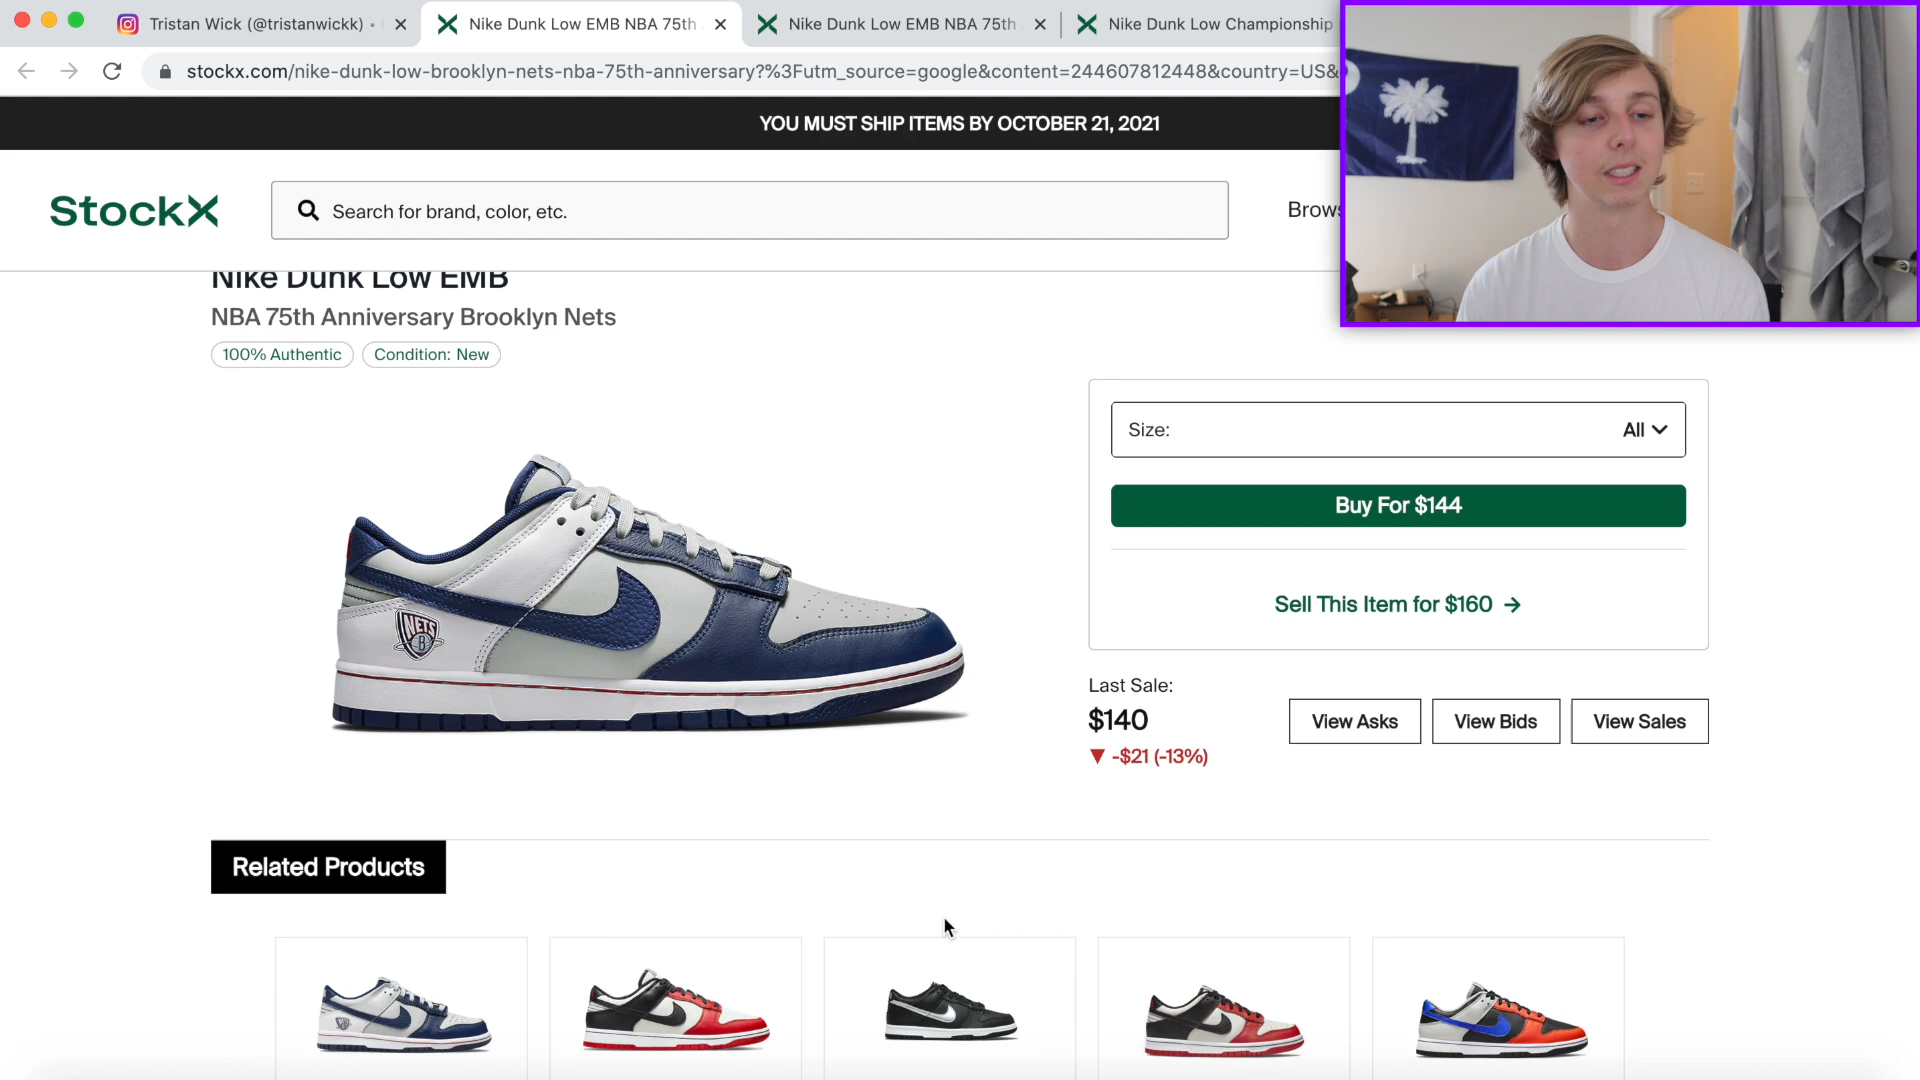 Tristan Wick (@tristanwickk) •
Nike Dunk Low EMB NBA 75th
Nike Dunk Low EMB NBA 75th
Nike Dunk Low Championship
stockx.com/nike-dunk-low-brooklyn-nets-nba-75th-anniversary?%3Futm_source=google&content=244607812448&country=US&
YOU MUST SHIP ITEMS BY OCTOBER 21, 2021
StockX
Search for brand, color, etc.
Brows
Nike Dunk Low EMB
NBA 75th Anniversary Brooklyn Nets
100% Authentic
Condition: New
Size:
All
Buy For $144
Sell This Item for $160 →
NETS
B
Last Sale:
$140
▼ -$21 (-13%)
View Asks
View Bids
View Sales
Related Products